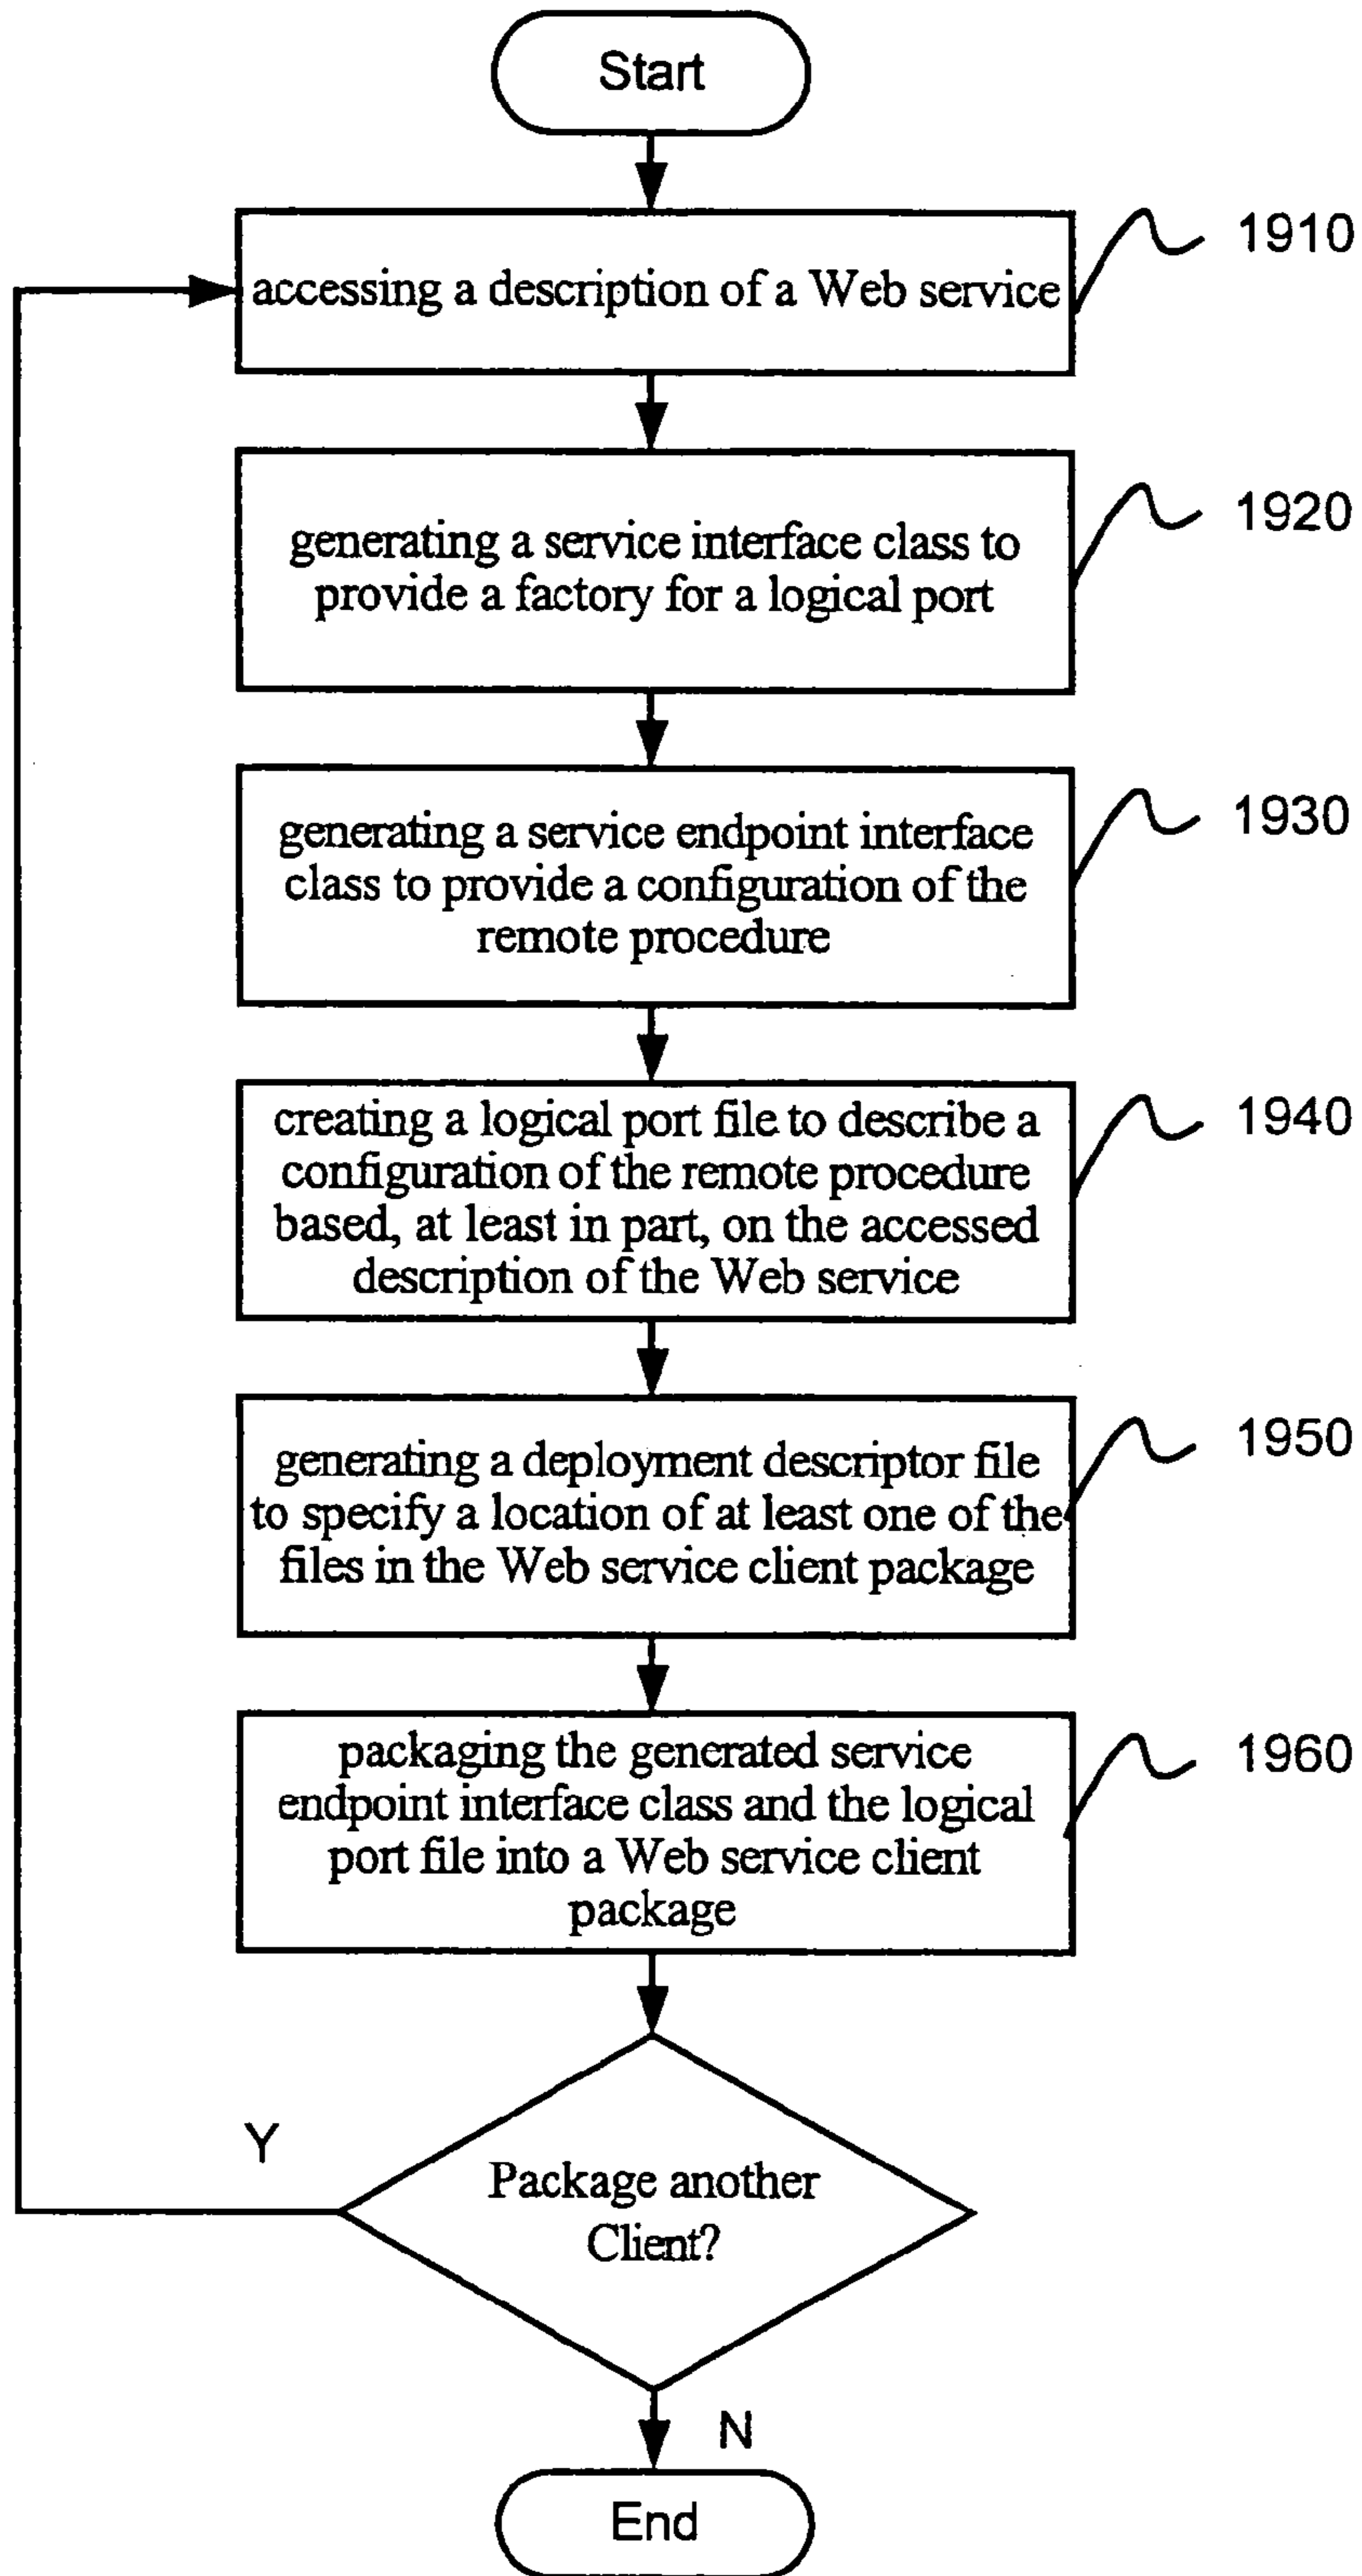 Start
accessing a description of a Web service
1910
generating a service interface class to
provide a factory for a logical port
1920
generating a service endpoint interface
class to provide a configuration of the
remote procedure
1930
creating a logical port file to describe a
configuration of the remote procedure
based, at least in part, on the accessed
description of the Web service
1940
generating a deployment descriptor file
to specify a location of at least one of the
files in the Web service client package
1950
packaging the generated service
endpoint interface class and the logical
port file into a Web service client
package
1960
Y
Package another
Client?
N
End